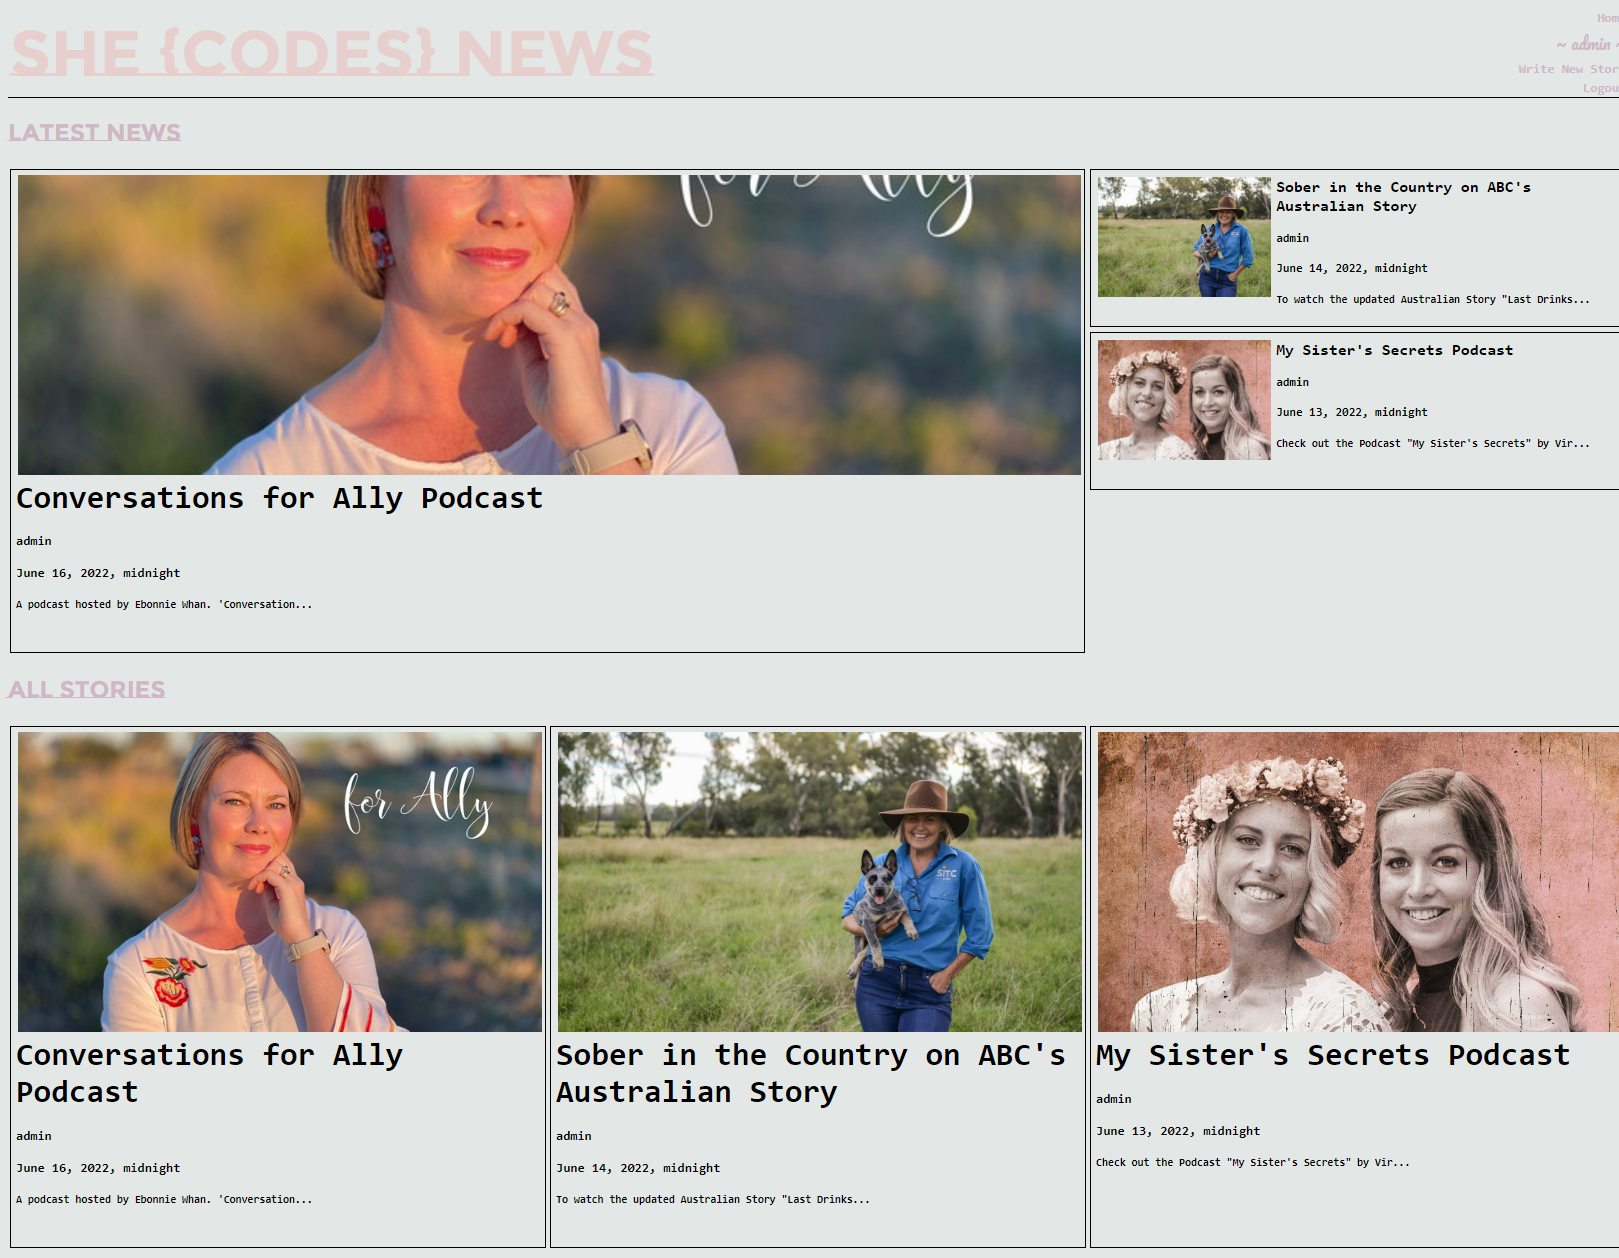 SHE {CODES} NEWS
Hom
~ admin ~
Write New Stor
Logou
LATEST NEWS
for Ally
Conversations for Ally Podcast
admin
June 16, 2022, midnight
A podcast hosted by Ebonnie Whan. 'Conversation...
Sober in the Country on ABC's
Australian Story
admin
June 14, 2022, midnight
To watch the updated Australian Story "Last Drinks...
My Sister's Secrets Podcast
admin
June 13, 2022, midnight
Check out the Podcast "My Sister's Secrets" by Vir...
ALL STORIES
for Ally
Conversations for Ally
Podcast
admin
June 16, 2022, midnight
A podcast hosted by Ebonnie Whan. 'Conversation...
SITC
Sober in the Country on ABC's
Australian Story
admin
June 14, 2022, midnight
To watch the updated Australian Story "Last Drinks...
My Sister's Secrets Podcast
admin
June 13, 2022, midnight
Check out the Podcast "My Sister's Secrets" by Vir...